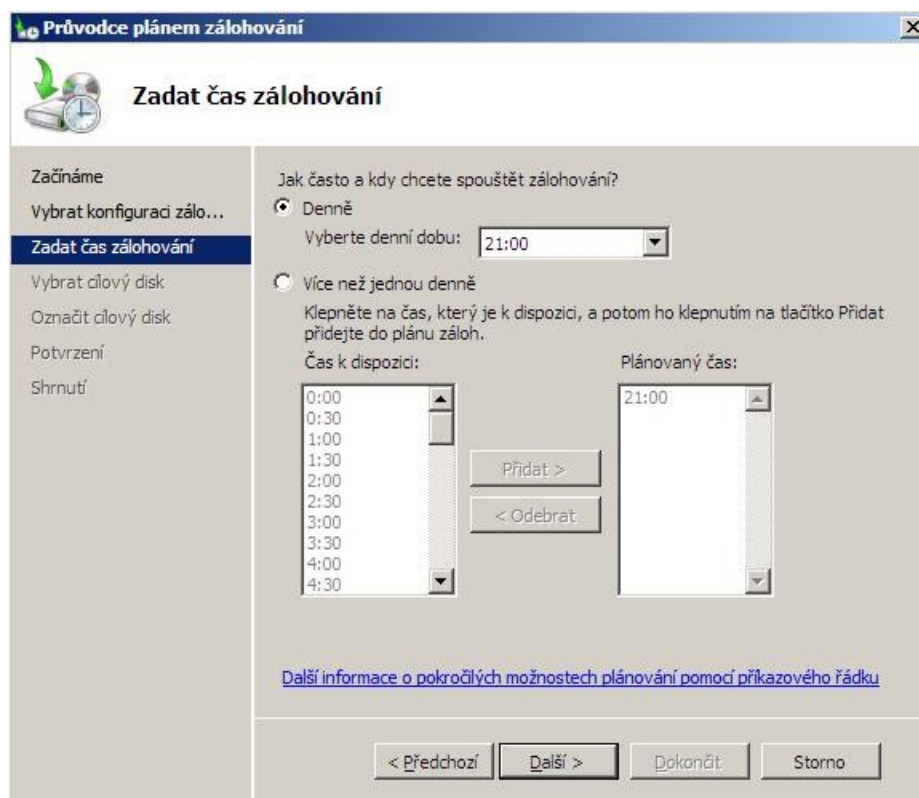 Průvodce plánem zálohování
Zadat čas zálohování
Začínáme
Vybrat konfiguraci zálo...
Zadat čas zálohování
Vybrat cílový disk
Označit cílový disk
Potvrzení
Shrnutí
Jak často a kdy chcete spouštět zálohování?
Denně
Vyberte denní dobu: 21:00
Více než jednou denně
Klepněte na čas, který je k dispozici, a potom ho klepnutím na tlačítko Přidat
přidejte do plánu záloh.
Čas k dispozici:
0:00
0:30
1:00
1:30
2:00
2:30
3:00
3:30
4:00
4:30
Přidat >
< Odebrat
Plánovaný čas:
21:00
Další informace o pokročilých možnostech plánování pomocí příkazového řádku
< Předchozí
Další >
Dokončit
Storno